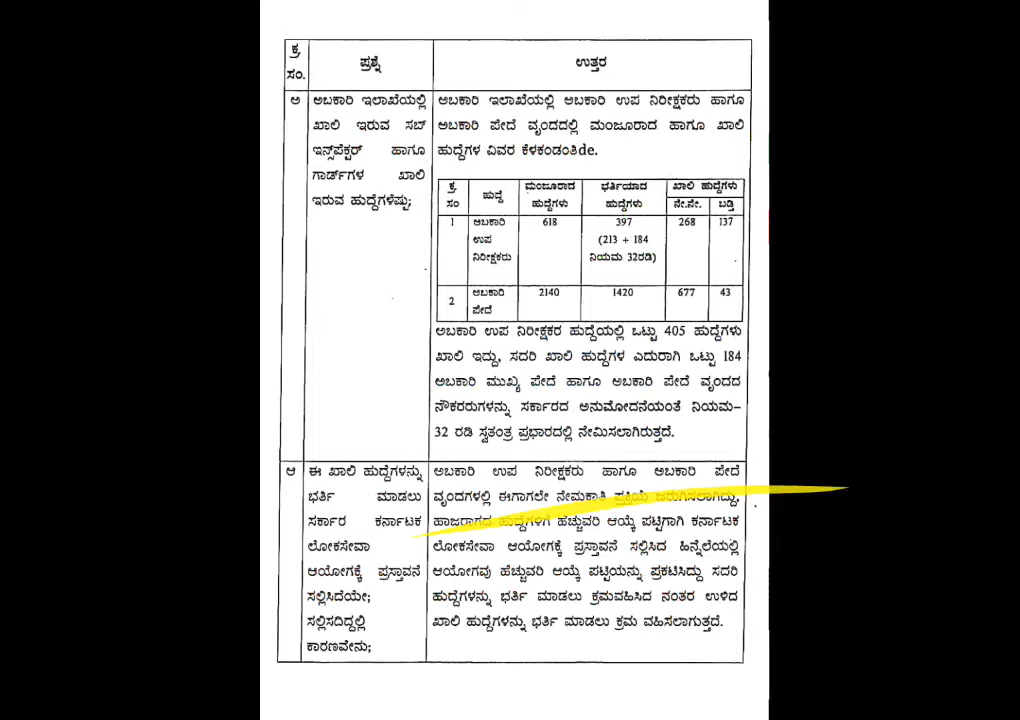 ಕ್ರ. ಸಂ. ಪ್ರಶ್ನೆ ಉತ್ತರ
ಅ ಅಬಕಾರಿ ಇಲಾಖೆಯಲ್ಲಿ
ಖಾಲಿ ಇರುವ ಸಬ್
ಇನ್ಸ್‌ಪೆಕ್ಟರ್ ಹಾಗೂ
ಗಾರ್ಡ್‌ಗಳ ಖಾಲಿ
ಇರುವ ಹುದ್ದೆಗಳೆಷ್ಟು;
ಅಬಕಾರಿ ಇಲಾಖೆಯಲ್ಲಿ ಅಬಕಾರಿ ಉಪ ನಿರೀಕ್ಷಕರು ಹಾಗೂ
ಅಬಕಾರಿ ಪೇದೆ ವೃಂದದಲ್ಲಿ ಮಂಜೂರಾದ ಹಾಗೂ ಖಾಲಿ
ಹುದ್ದೆಗಳ ವಿವರ ಕೆಳಕಂಡಂತಿde.
ಕ್ರ. ಸಂ ಹುದ್ದೆ ಮಂಜೂರಾದ ಹುದ್ದೆಗಳು ಭರ್ತಿಯಾದ ಹುದ್ದೆಗಳು ಖಾಲಿ ಹುದ್ದೆಗಳು
ನೇ.ನೇ. ಬಡ್ತಿ
1 ಅಬಕಾರಿ 618 397 268 137
ಉಪ (213 + 184
ನಿರೀಕ್ಷಕರು ನಿಯಮ 32ರಡಿ)
2 ಅಬಕಾರಿ 2140 1420 677 43
ಪೇದೆ
ಅಬಕಾರಿ ಉಪ ನಿರೀಕ್ಷಕರ ಹುದ್ದೆಯಲ್ಲಿ ಒಟ್ಟು 405 ಹುದ್ದೆಗಳು
ಖಾಲಿ ಇದ್ದು, ಸದರಿ ಖಾಲಿ ಹುದ್ದೆಗಳ ಎದುರಾಗಿ ಒಟ್ಟು 184
ಅಬಕಾರಿ ಮುಖ್ಯ ಪೇದೆ ಹಾಗೂ ಅಬಕಾರಿ ಪೇದೆ ವೃಂದದ
ನೌಕರರುಗಳನ್ನು ಸರ್ಕಾರದ ಅನುಮೋದನೆಯಂತೆ ನಿಯಮ–
32 ರಡಿ ಸ್ವತಂತ್ರ ಪ್ರಭಾರದಲ್ಲಿ ನೇಮಿಸಲಾಗಿರುತ್ತದೆ.
ಆ ಈ ಖಾಲಿ ಹುದ್ದೆಗಳನ್ನು
ಭರ್ತಿ ಮಾಡಲು
ಸರ್ಕಾರ ಕರ್ನಾಟಕ
ಲೋಕಸೇವಾ
ಆಯೋಗಕ್ಕೆ ಪ್ರಸ್ತಾವನೆ
ಸಲ್ಲಿಸಿದೆಯೇ;
ಸಲ್ಲಿಸದಿದ್ದಲ್ಲಿ
ಕಾರಣವೇನು;
ಅಬಕಾರಿ ಉಪ ನಿರೀಕ್ಷಕರು ಹಾಗೂ ಅಬಕಾರಿ ಪೇದೆ
ವೃಂದಗಳಲ್ಲಿ ಈಗಾಗಲೇ ನೇಮಕಾತಿ ಪ್ರಕ್ರಿಯೆ ಜರುಗಿಸಲಾಗಿದ್ದು,
ಹಾಜರಾಗದ ಹುದ್ದೆಗಳಿಗೆ ಹೆಚ್ಚುವರಿ ಆಯ್ಕೆ ಪಟ್ಟಿಗಾಗಿ ಕರ್ನಾಟಕ
ಲೋಕಸೇವಾ ಆಯೋಗಕ್ಕೆ ಪ್ರಸ್ತಾವನೆ ಸಲ್ಲಿಸಿದ ಹಿನ್ನೆಲೆಯಲ್ಲಿ
ಆಯೋಗವು ಹೆಚ್ಚುವರಿ ಆಯ್ಕೆ ಪಟ್ಟಿಯನ್ನು ಪ್ರಕಟಿಸಿದ್ದು ಸದರಿ
ಹುದ್ದೆಗಳನ್ನು ಭರ್ತಿ ಮಾಡಲು ಕ್ರಮವಹಿಸಿದ ನಂತರ ಉಳಿದ
ಖಾಲಿ ಹುದ್ದೆಗಳನ್ನು ಭರ್ತಿ ಮಾಡಲು ಕ್ರಮ ವಹಿಸಲಾಗುತ್ತದೆ.